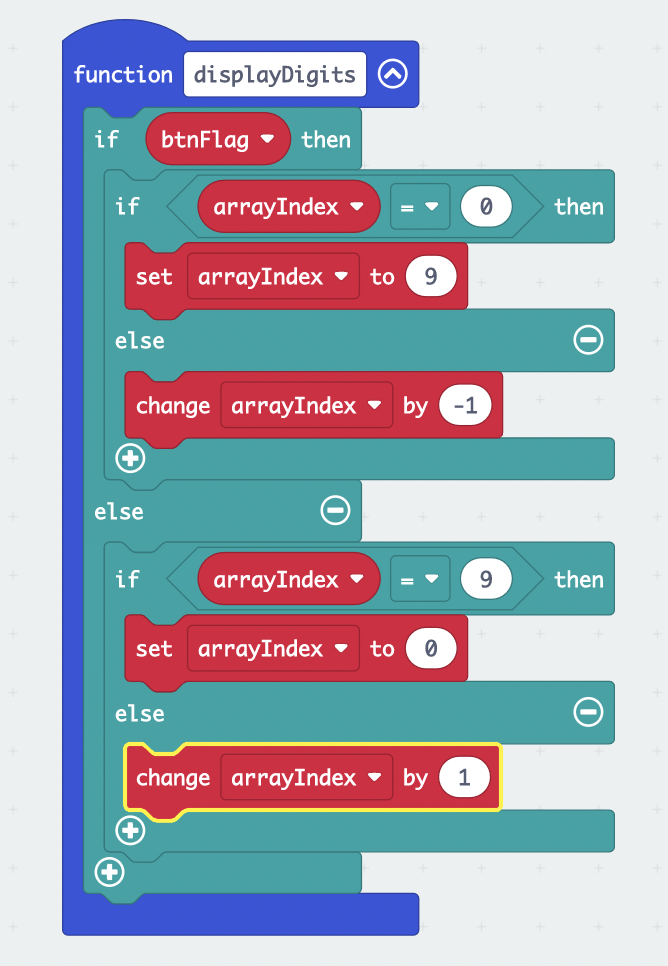 function displayDigits
if btnFlag then
if arrayIndex = 0 then
set arrayIndex to 9
else
change arrayIndex by -1
else
if arrayIndex = 9 then
set arrayIndex to 0
else
change arrayIndex by 1